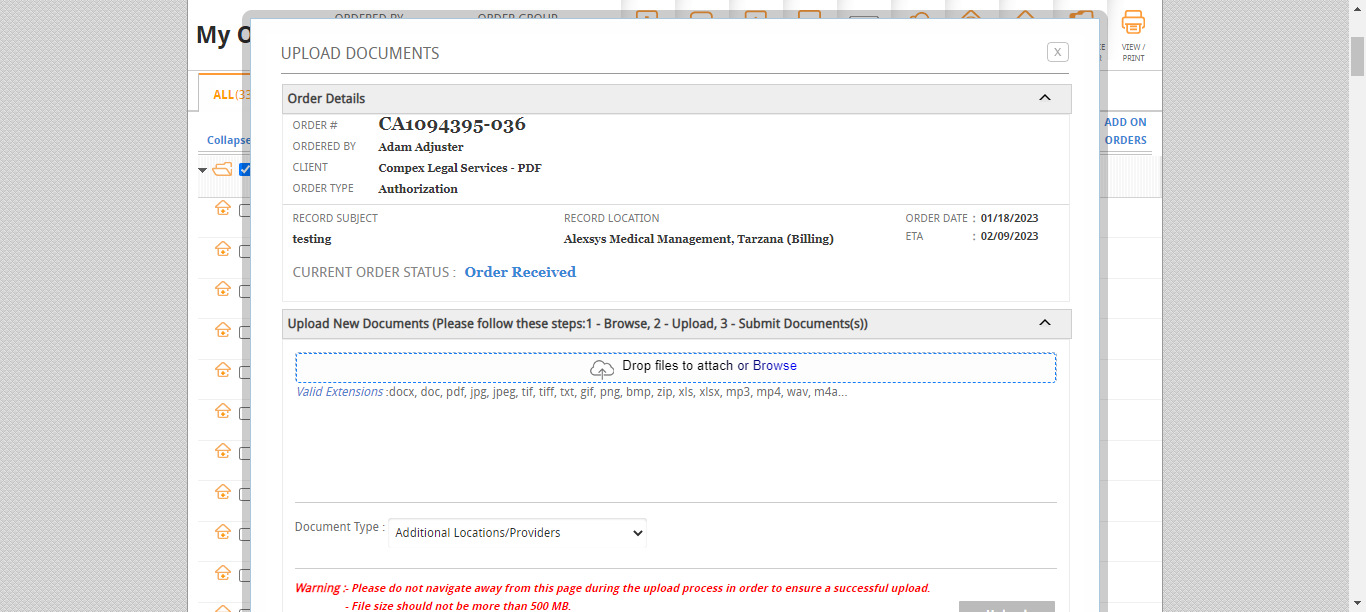 ORDERED BY ORDER GROUP
My O
VIEW /
PRINT
UPLOAD DOCUMENTS
X
ALL(33
Order Details
ADD ON
ORDERS
Collapse
ORDER # CA1094395-036
ORDERED BY Adam Adjuster
CLIENT Compex Legal Services - PDF
ORDER TYPE Authorization
RECORD SUBJECT RECORD LOCATION ORDER DATE : 01/18/2023
testing Alexsys Medical Management, Tarzana (Billing) ETA : 02/09/2023
CURRENT ORDER STATUS : Order Received
Upload New Documents (Please follow these steps:1 - Browse, 2 - Upload, 3 - Submit Documents(s))
Drop files to attach or Browse
Valid Extensions :docx, doc, pdf, jpg, jpeg, tif, tiff, txt, gif, png, bmp, zip, xls, xlsx, mp3, mp4, wav, m4a...
Document Type : Additional Locations/Providers
Warning :- Please do not navigate away from this page during the upload process in order to ensure a successful upload.
- File size should not be more than 500 MB.